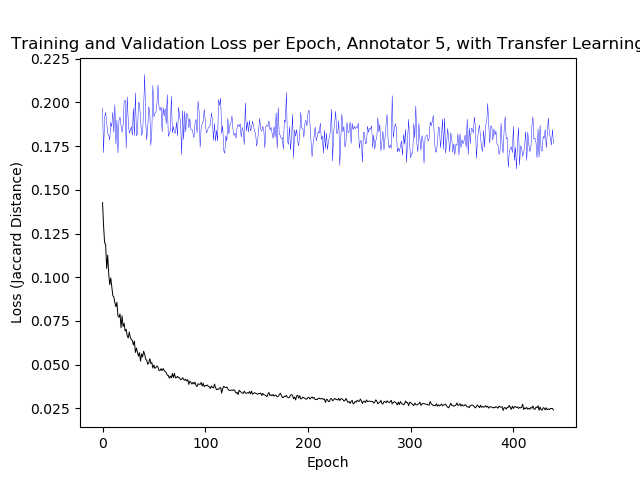 Training and Validation Loss per Epoch, Annotator 5, with Transfer Learning
0.225
0.200
0.175
0.150
0.125
0.100
0.075
0.050
0.025
Loss (Jaccard Distance)
0 100 200 300 400
Epoch